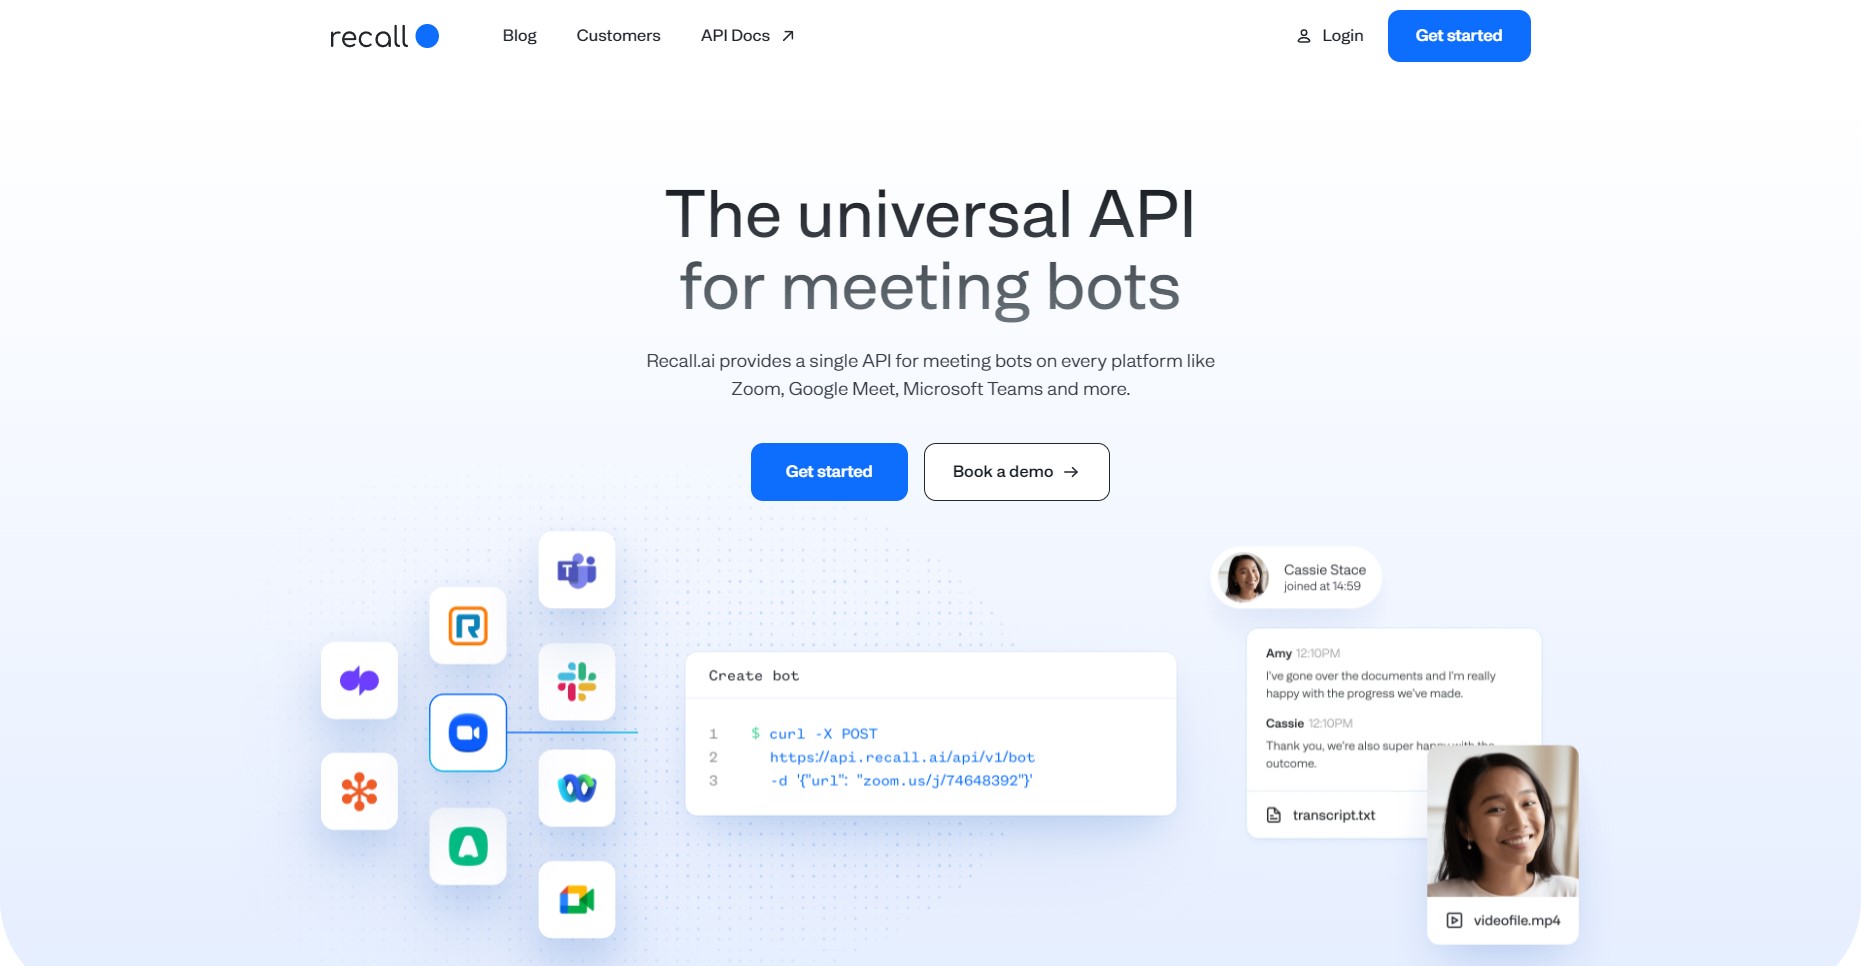 recall
Blog
Customers
API Docs
Login
Get started
The universal API
for meeting bots
Recall.ai provides a single API for meeting bots on every platform like
Zoom, Google Meet, Microsoft Teams and more.
Get started
Book a demo
T
R
Create bot
1 $ curl -X POST
2 https://api.recall.ai/api/v1/bot
3 -d '{"url": "zoom.us/j/74648392"}'
Cassie Stace
joined at 14:59
Amy 12:10PM
I've gone over the documents and I'm really
happy with the progress we've made.
Cassie 12:10PM
Thank you, we're also super happy with the
outcome.
transcript.txt
videofile.mp4